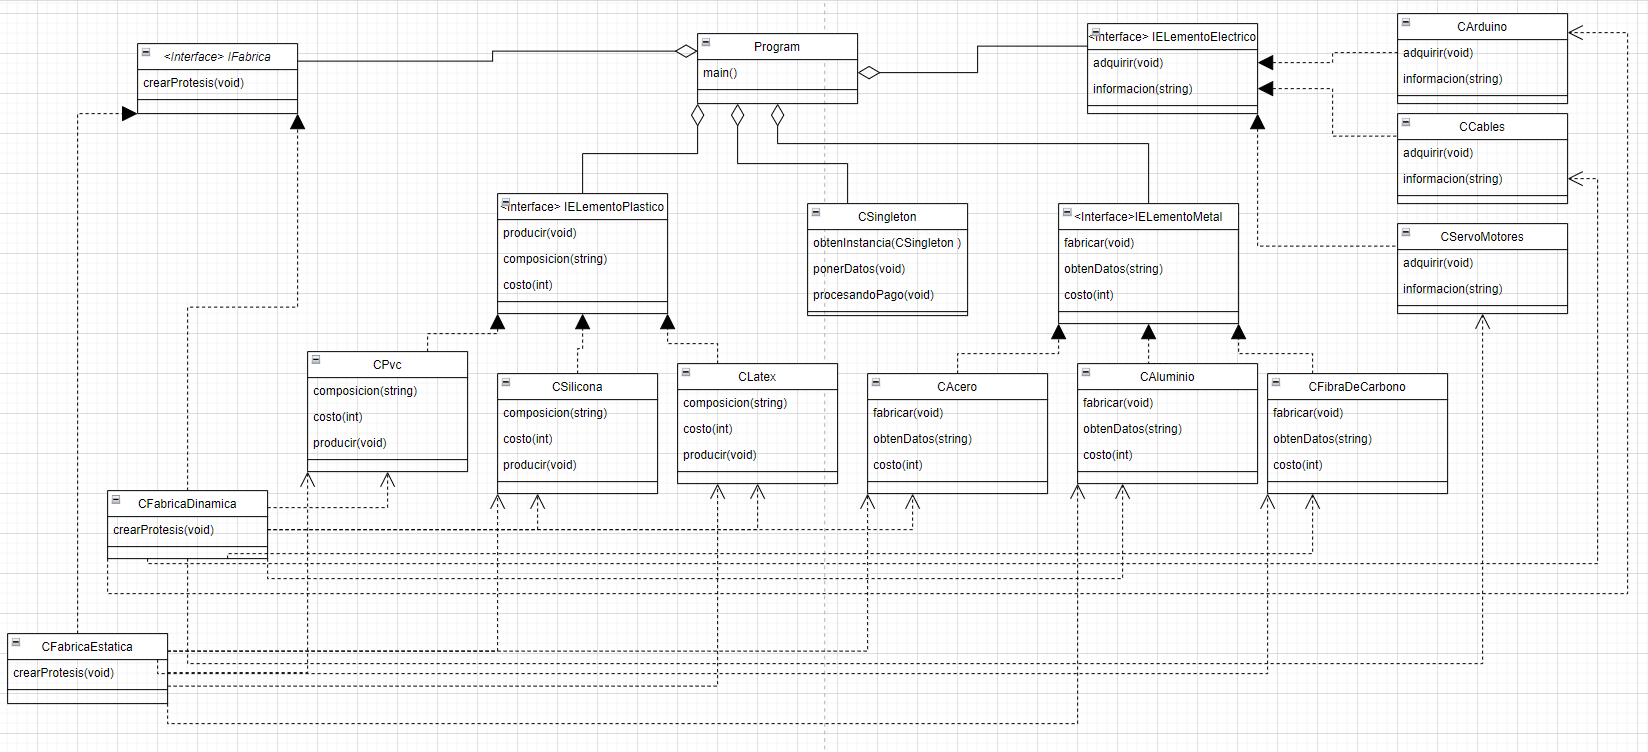 <Interface> IFabrica
crearProtesis(void)
Program
main()
<Interface> IELementoElectrico
adquirir(void)
informacion(string)
CArduino
adquirir(void)
informacion(string)
CCables
adquirir(void)
informacion(string)
CServoMotores
adquirir(void)
informacion(string)
<Interface> IELementoPlastico
producir(void)
composicion(string)
costo(int)
CSingleton
obtenInstancia(CSingleton )
ponerDatos(void)
procesandoPago(void)
<Interface>IELementoMetal
fabricar(void)
obtenDatos(string)
costo(int)
CPvc
composicion(string)
costo(int)
producir(void)
CSilicona
composicion(string)
costo(int)
producir(void)
CLatex
composicion(string)
costo(int)
producir(void)
CAcero
fabricar(void)
obtenDatos(string)
costo(int)
CAluminio
fabricar(void)
obtenDatos(string)
costo(int)
CFibraDeCarbono
fabricar(void)
obtenDatos(string)
costo(int)
CFabricaDinamica
crearProtesis(void)
CFabricaEstatica
crearProtesis(void)